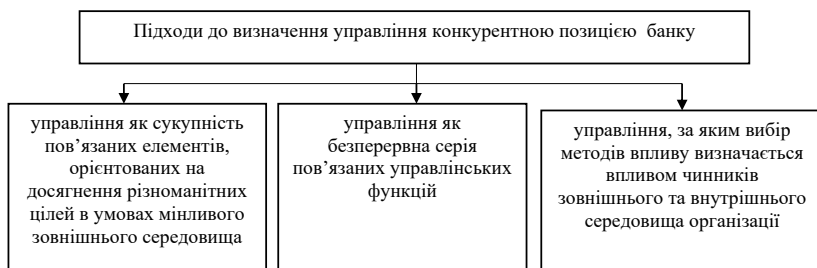 Підходи до визначення управління конкурентною позицією банку
управління як сукупність
пов’язаних елементів,
орієнтованих на
досягнення різноманітних
цілей в умовах мінливого
зовнішнього середовища
управління як
безперервна серія
пов’язаних управлінських
функцій
управління, за яким вибір
методів впливу визначається
впливом чинників
зовнішнього та внутрішнього
середовища організації